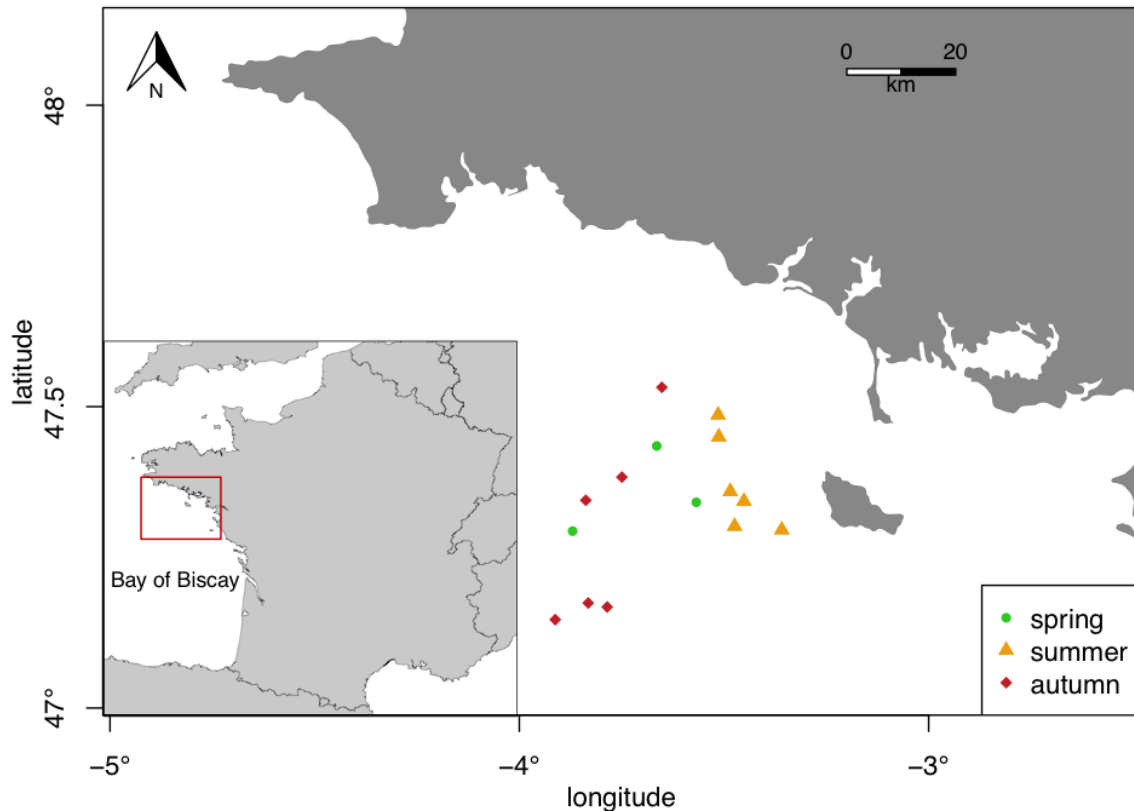 0 20
km
N
48°
47.5°
47°
latitude
Bay of Biscay
spring
summer
autumn
−5° −4° −3°
longitude